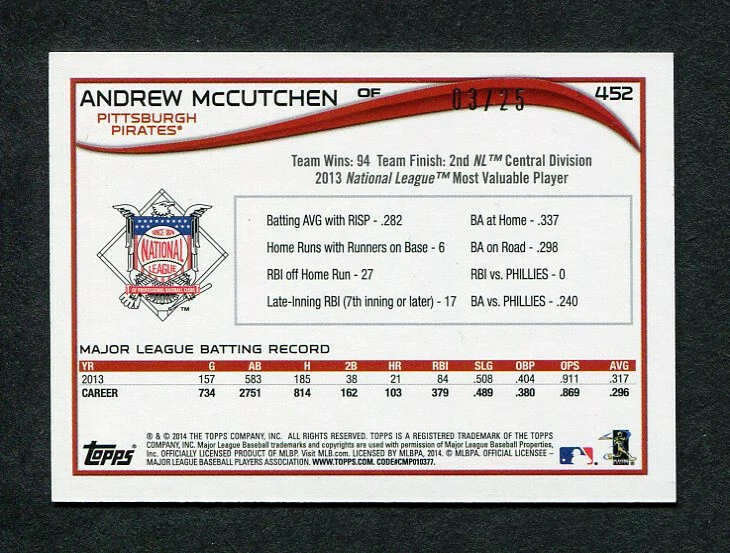 ANDREW McCUTCHEN OF 03/25 452
PITTSBURGH
PIRATES®
Team Wins: 94 Team Finish: 2nd NL™ Central Division
2013 National League™ Most Valuable Player
SINCE 1876
NATIONAL
LEAGUE
OF PROFESSIONAL BASEBALL CLUBS
™
Batting AVG with RISP - .282 BA at Home - .337
Home Runs with Runners on Base - 6 BA on Road - .298
RBI off Home Run - 27 RBI vs. PHILLIES - 0
Late-Inning RBI (7th inning or later) - 17 BA vs. PHILLIES - .240
MAJOR LEAGUE BATTING RECORD
YR G AB H 2B HR RBI SLG OBP OPS AVG
2013 157 583 185 38 21 84 .508 .404 .911 .317
CAREER 734 2751 814 162 103 379 .489 .380 .869 .296
Topps®
® & © 2014 THE TOPPS COMPANY, INC. ALL RIGHTS RESERVED. TOPPS IS A REGISTERED TRADEMARK OF THE TOPPS
COMPANY, INC. Major League Baseball trademarks and copyrights are used with permission of Major League Baseball Properties,
Inc. OFFICIALLY LICENSED PRODUCT OF MLBP. Visit MLB.com. LICENSED BY MLBPA, 2014. © MLBPA. OFFICIAL LICENSEE –
MAJOR LEAGUE BASEBALL PLAYERS ASSOCIATION. WWW.TOPPS.COM. CODE#CMP010377.